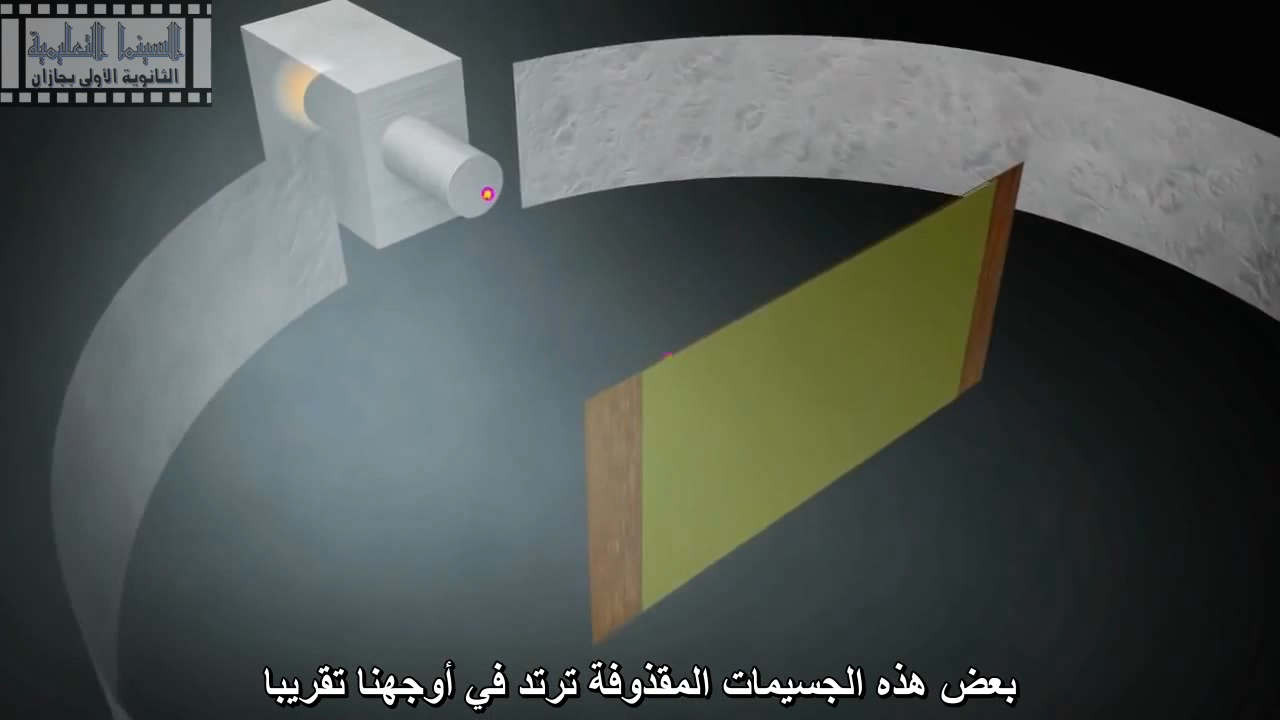 السينما التعليمية
الثانوية الأولى بجازان
بعض هذه الجسيمات المقذوفة ترتد في أوجهنا تقريبا